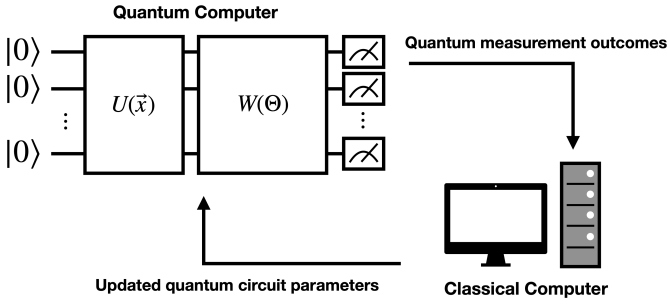 Quantum Computer
|0⟩
|0⟩
⋮
|0⟩
U(x⃗)
W(Θ)
⋮
Quantum measurement outcomes
Updated quantum circuit parameters
Classical Computer